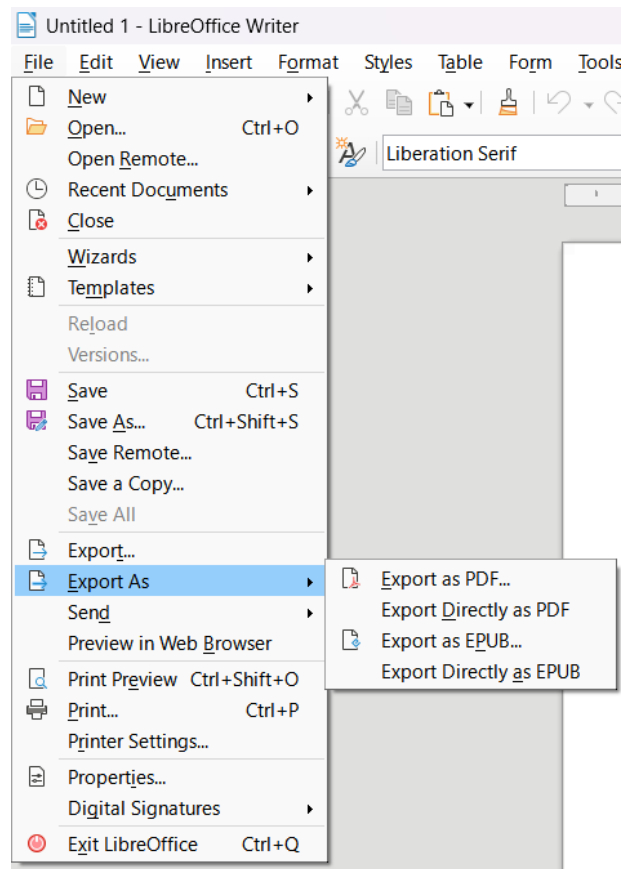 Untitled 1 - LibreOffice Writer
File Edit View Insert Format Styles Table Form Tools
New
Open... Ctrl+O
Open Remote...
Liberation Serif
Recent Documents
Close
Wizards
Templates
Reload
Versions...
Save Ctrl+S
Save As... Ctrl+Shift+S
Save Remote...
Save a Copy...
Save All
Export...
Export As
Export as PDF...
Send
Export Directly as PDF
Preview in Web Browser
Export as EPUB...
Print Preview Ctrl+Shift+O
Export Directly as EPUB
Print... Ctrl+P
Printer Settings...
Properties...
Digital Signatures
Exit LibreOffice Ctrl+Q